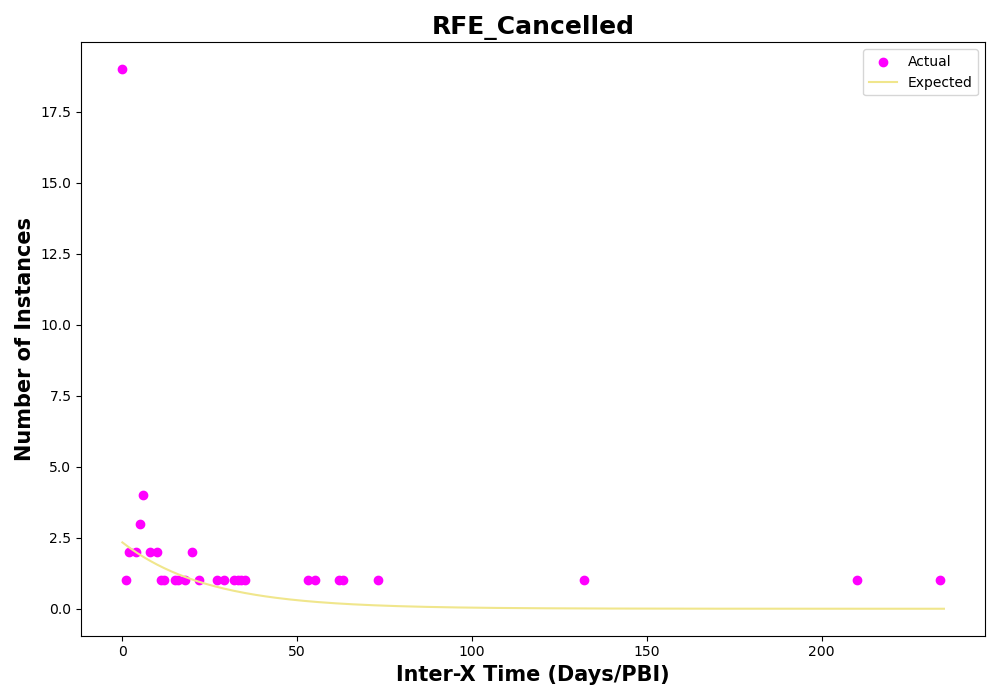 RFE_Cancelled
Actual
Expected
17.5
15.0
12.5
10.0
7.5
5.0
2.5
0.0
Number of Instances
0 50 100 150 200
Inter-X Time (Days/PBI)